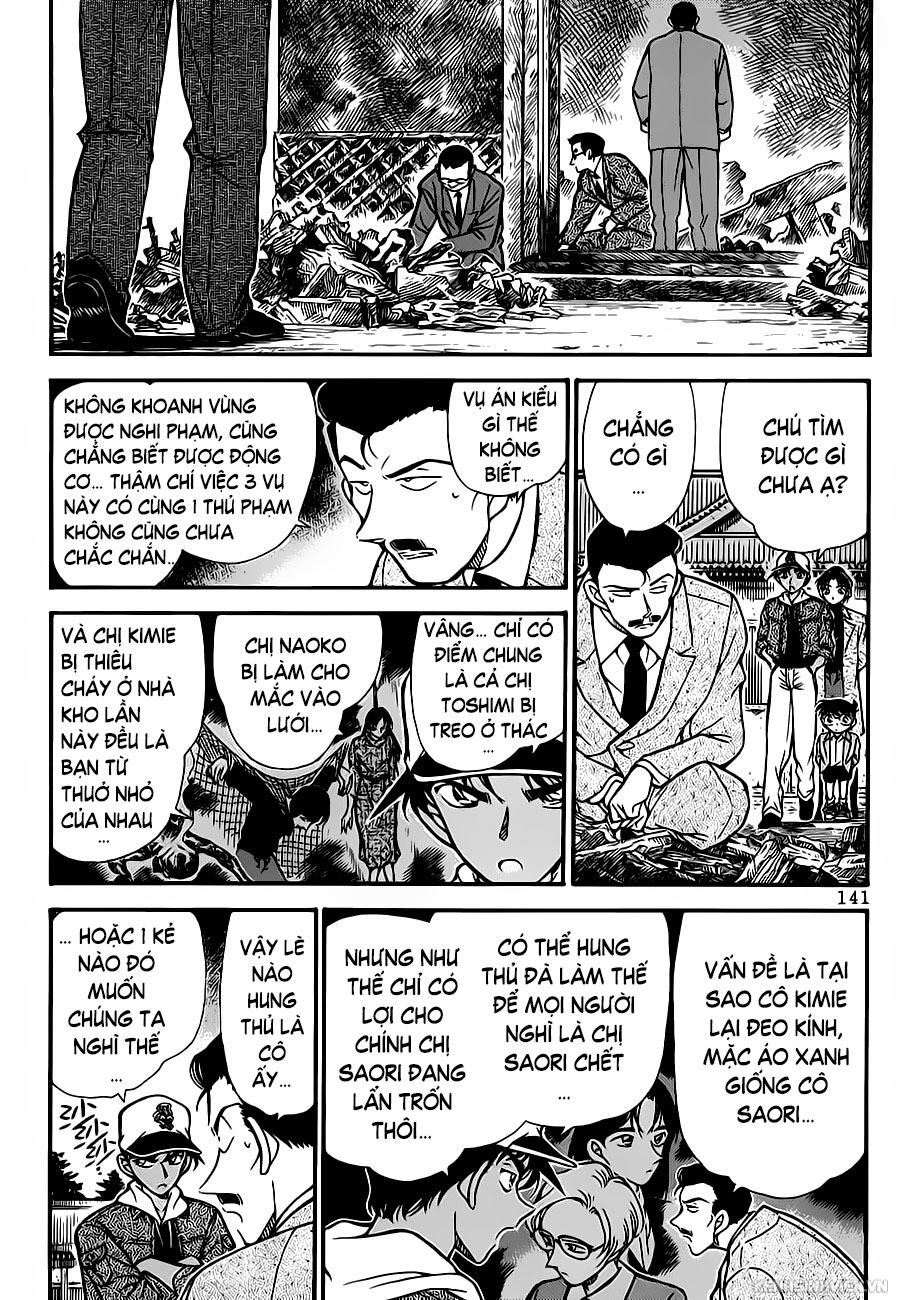 CHÚ TÌM
ĐƯỢC GÌ
CHƯA Ạ?
CHẲNG
CÓ GÌ
...
VỤ ÁN KIỂU
GÌ THẾ
KHÔNG
BIẾT...
KHÔNG KHOANH VÙNG
ĐƯỢC NGHI PHẠM, CŨNG
CHẲNG BIẾT ĐƯỢC ĐỘNG
CƠ... THẬM CHÍ VIỆC 3 VỤ
NÀY CÓ CÙNG 1 THỦ PHẠM
KHÔNG CŨNG CHƯA
CHẮC CHẮN..
VÂNG... CHỈ CÓ
ĐIỂM CHUNG
LÀ CẢ CHỊ
TOSHIMI BỊ
TREO Ở THÁC
...
CHỊ NAOKO
BỊ LÀM CHO
MẮC VÀO
LƯỚI...
VÀ CHỊ KIMIE
BỊ THIÊU
CHÁY Ở NHÀ
KHO LẦN
NÀY ĐỀU LÀ
BẠN TỪ
THUỞ NHỎ
CỦA NHAU
...
141
VẤN ĐỀ LÀ TẠI
SAO CÔ KIMIE
LẠI ĐEO KÍNH,
MẶC ÁO XANH
GIỐNG CÔ
SAORI...
CÓ THỂ HUNG
THỦ ĐÃ LÀM THẾ
ĐỂ MỌI NGƯỜI
NGHĨ LÀ CHỊ
SAORI CHẾT
...
NHƯNG NHƯ
THẾ CHỈ CÓ
LỢI CHO
CHÍNH CHỊ
SAORI ĐANG
LẨN TRỐN
THÔI...
VẬY LẼ
NÀO
HUNG
THỦ LÀ
CÔ
ẤY...
... HOẶC 1 KẺ
NÀO ĐÓ
MUỐN
CHÚNG TA
NGHĨ THẾ
...